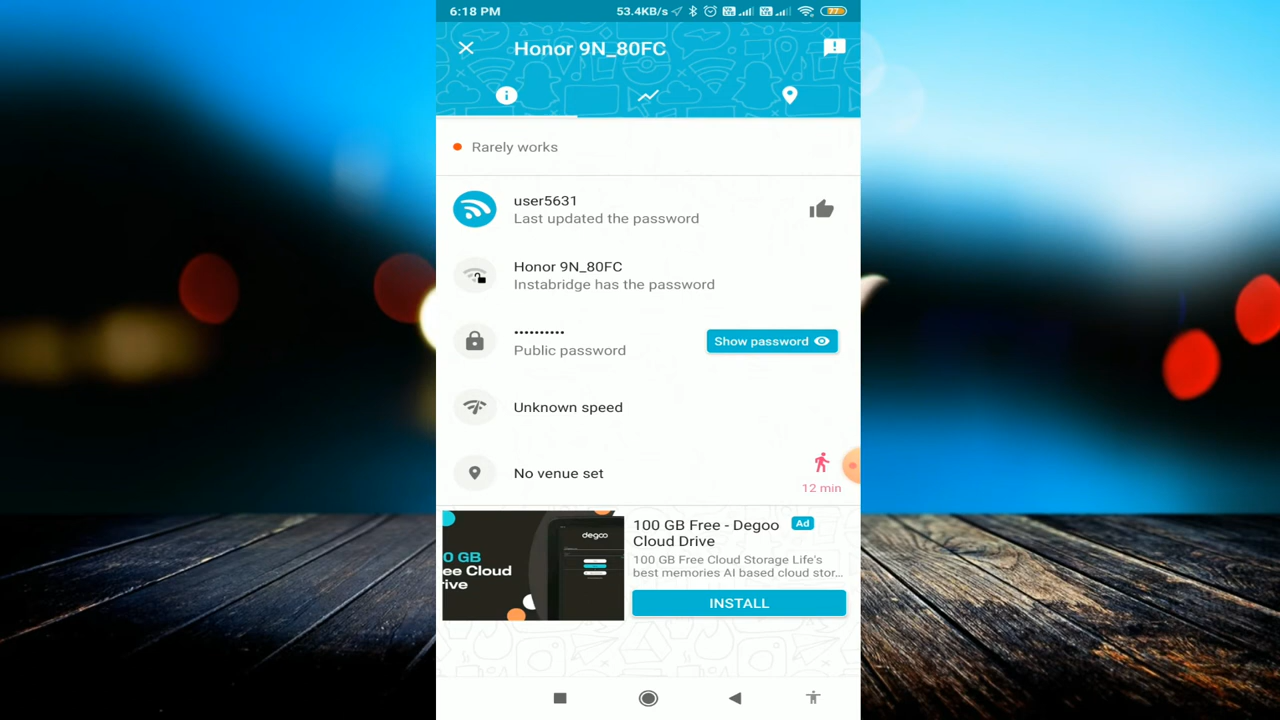 6:18 PM
53.4KB/s
77
Honor 9N_80FC
Rarely works
user5631
Last updated the password
Honor 9N_80FC
Instabridge has the password
••••••••••
Public password
Show password
Unknown speed
No venue set
12 min
100 GB Free - Degoo
Ad
Cloud Drive
100 GB Free Cloud Storage Life's
best memories AI based cloud stor...
INSTALL
degoo
0 GB
ee Cloud
rive